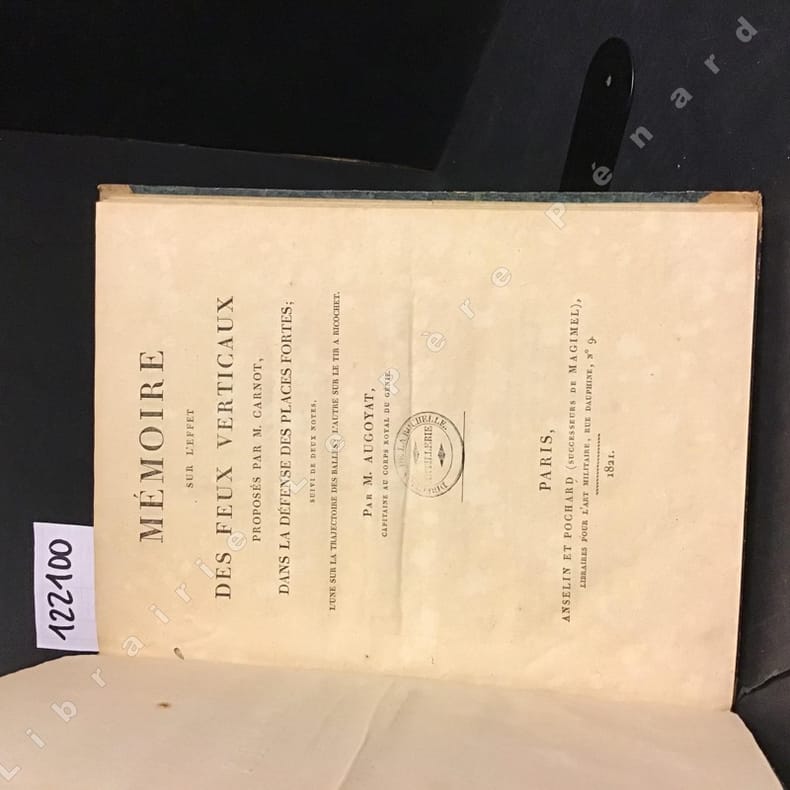 MÉMOIRE
SUR L'EFFET
DES FEUX VERTICAUX
PROPOSÉS PAR M. CARNOT,
DANS LA DÉFENSE DES PLACES FORTES;
SUIVI DE DEUX NOTES,
L'UNE SUR LA TRAJECTOIRE DES BALLES, L'AUTRE SUR LE TIR A RICOCHET.
PAR M. AUGOYAT,
CAPITAINE AU CORPS ROYAL DU GÉNIE.
DE LA ROCHELLE.
PARIS,
ANSELIN ET POCHARD (SUCCESSEURS DE MAGIMEL),
LIBRAIRES POUR L'ART MILITAIRE, RUE DAUPHINE, N° 9.
1821.
122100
Librairie Le Père Pénard